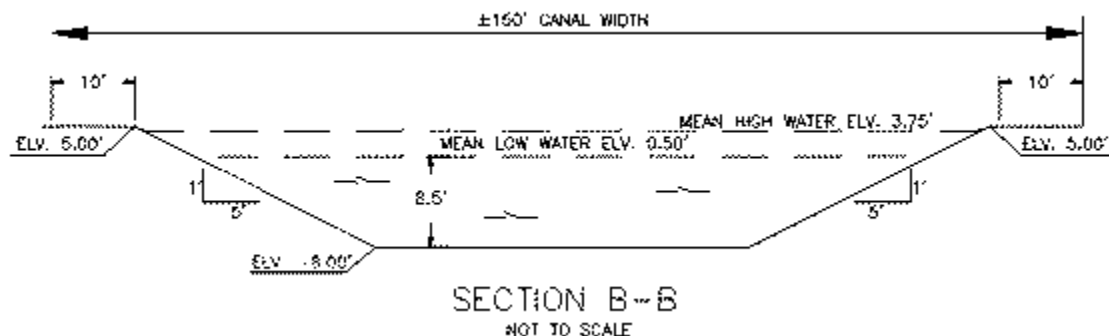 ±150' CANAL WIDTH
10'
10'
MEAN HIGH WATER ELV. 3.75'
ELV. 5.00'
MEAN LOW WATER ELV. 0.50'
ELV. 5.00'
1'
5'
8.5'
1'
5'
ELV. -8.00'
SECTION B-B
NOT TO SCALE